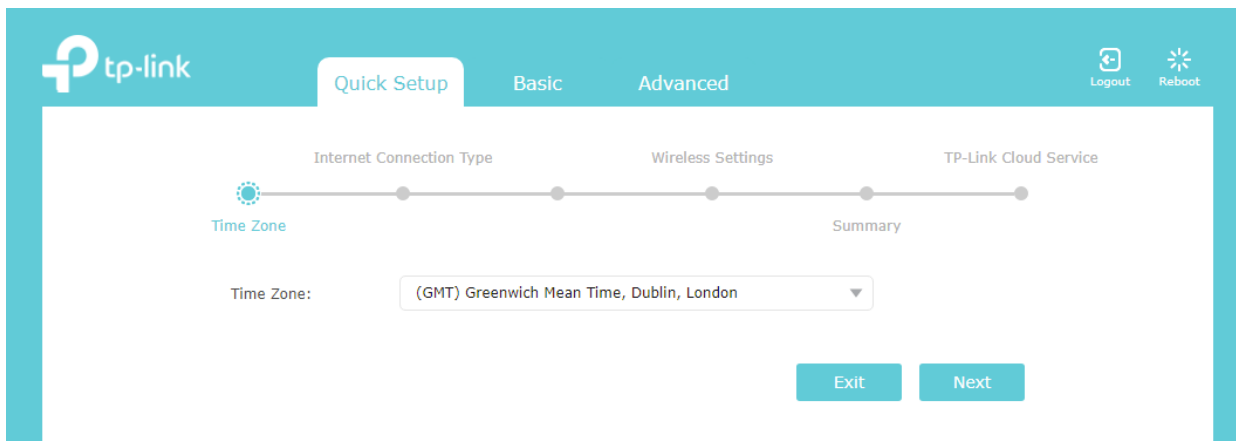 tp-link
Quick Setup Basic Advanced
Logout Reboot
Internet Connection Type Wireless Settings TP-Link Cloud Service
Time Zone Summary
Time Zone: (GMT) Greenwich Mean Time, Dublin, London
Exit Next